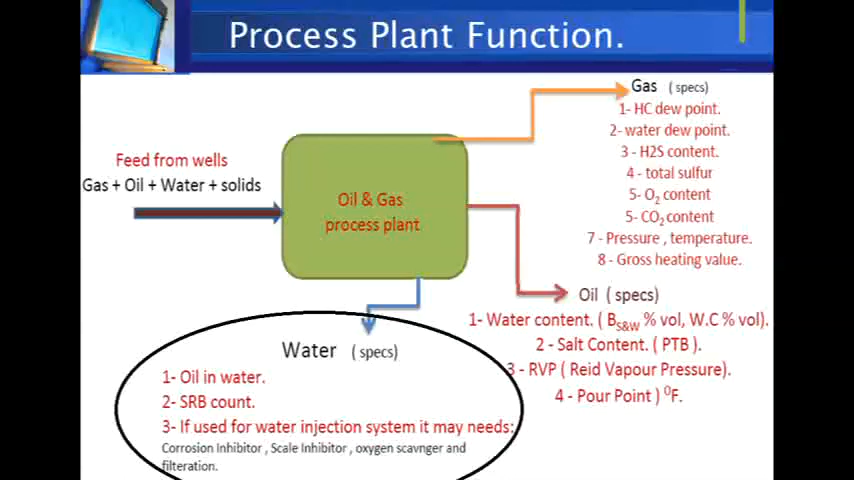 Process Plant Function.
Feed from wells
Gas + Oil + Water + solids
Oil & Gas
process plant
Gas ( specs)
1- HC dew point.
2- water dew point.
3 - H2S content.
4 - total sulfur
5- O2 content
5- CO2 content
7 - Pressure , temperature.
8 - Gross heating value.
Oil ( specs)
1- Water content. ( BS&W % vol, W.C % vol).
2 - Salt Content. ( PTB ).
3 - RVP ( Reid Vapour Pressure).
4 - Pour Point ) ⁰F.
Water ( specs)
1- Oil in water.
2- SRB count.
3- If used for water injection system it may needs:
Corrosion Inhibitor , Scale Inhibitor , oxygen scavnger and
filteration.